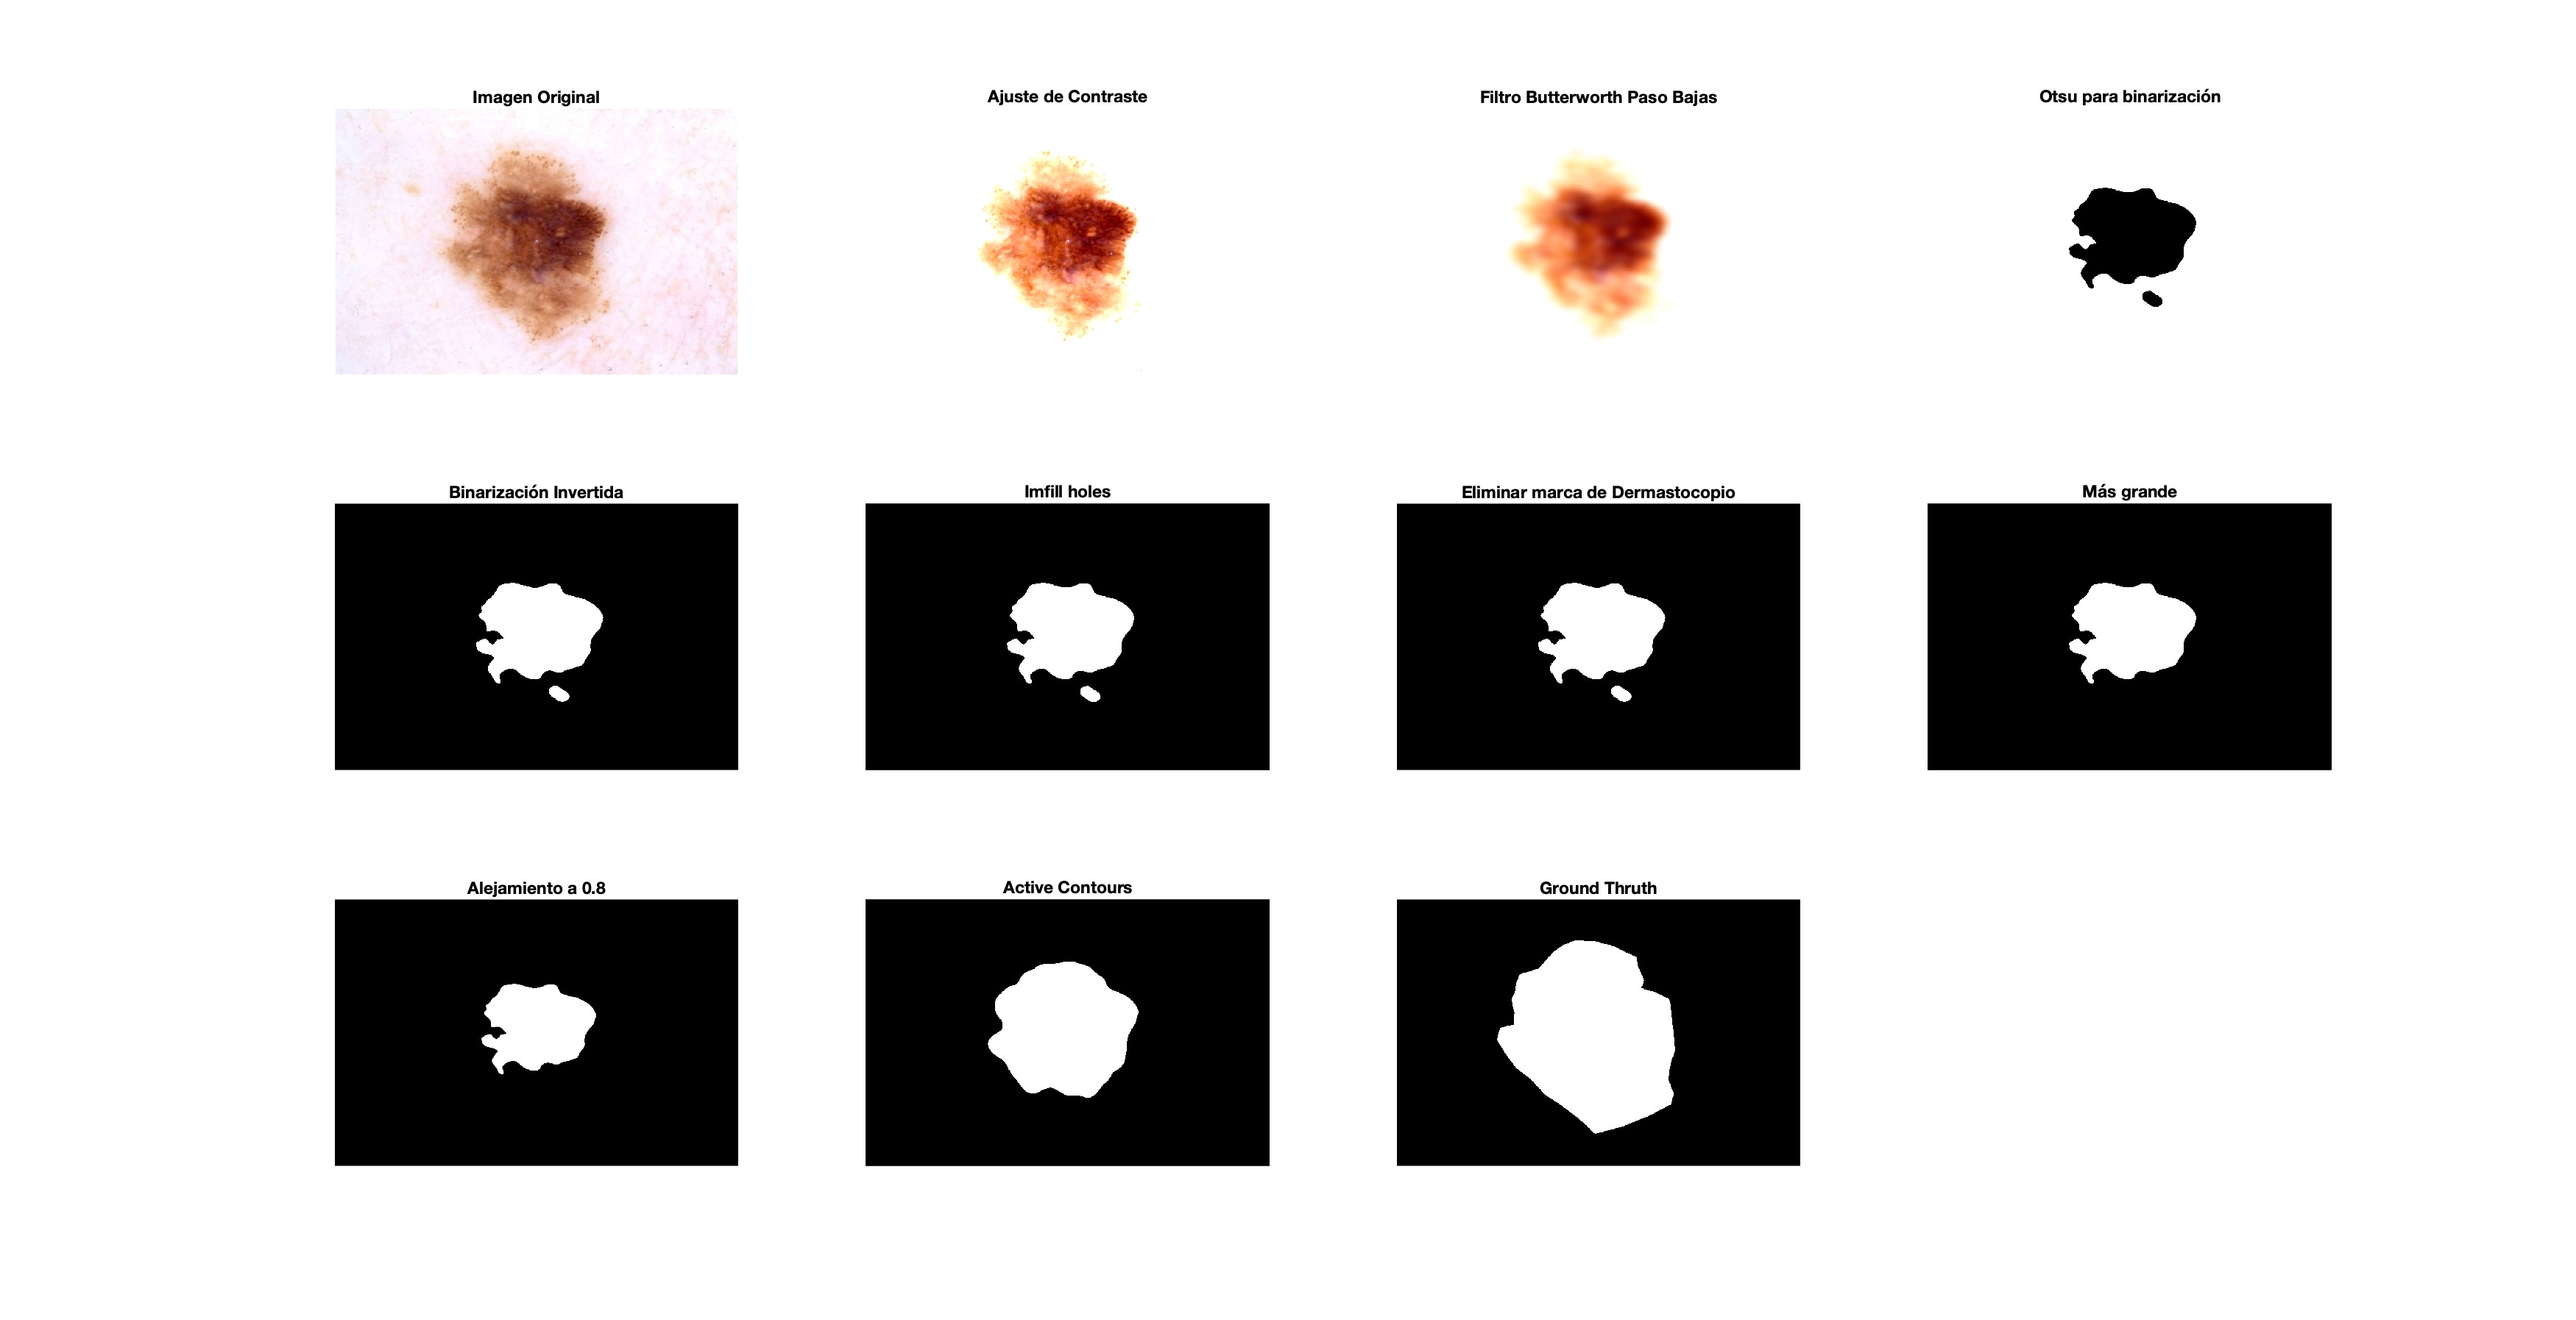 Imagen Original
Ajuste de Contraste
Filtro Butterworth Paso Bajas
Otsu para binarización
Binarización Invertida
Imfill holes
Eliminar marca de Dermastocopio
Más grande
Alejamiento a 0.8
Active Contours
Ground Thruth